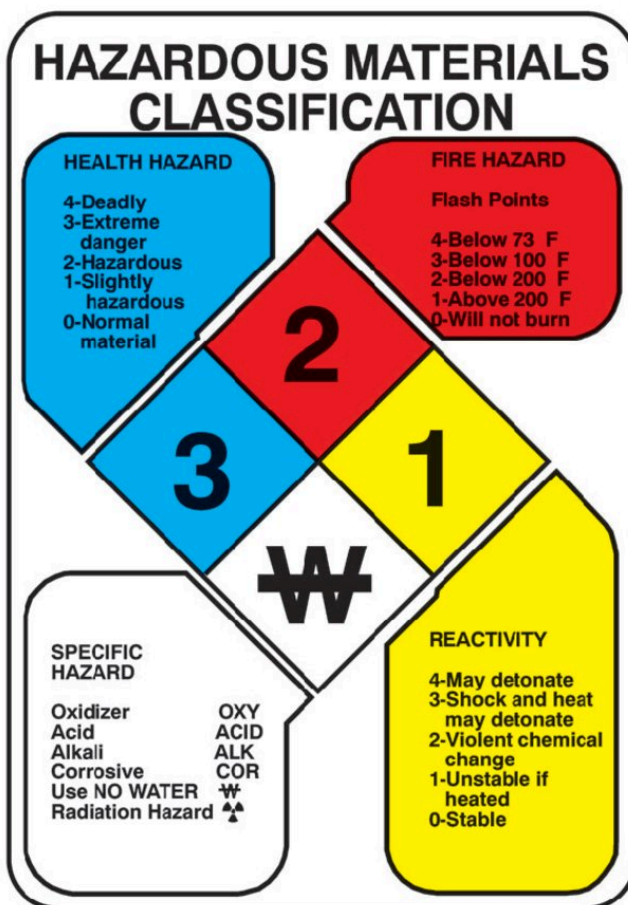 HAZARDOUS MATERIALS
CLASSIFICATION
HEALTH HAZARD
4-Deadly
3-Extreme
danger
2-Hazardous
1-Slightly
hazardous
0-Normal
material
FIRE HAZARD
Flash Points
4-Below 73 F
3-Below 100 F
2-Below 200 F
1-Above 200 F
0-Will not burn
2
3
1
W
SPECIFIC
HAZARD
Oxidizer OXY
Acid ACID
Alkali ALK
Corrosive COR
Use NO WATER W
Radiation Hazard ☢
REACTIVITY
4-May detonate
3-Shock and heat
may detonate
2-Violent chemical
change
1-Unstable if
heated
0-Stable